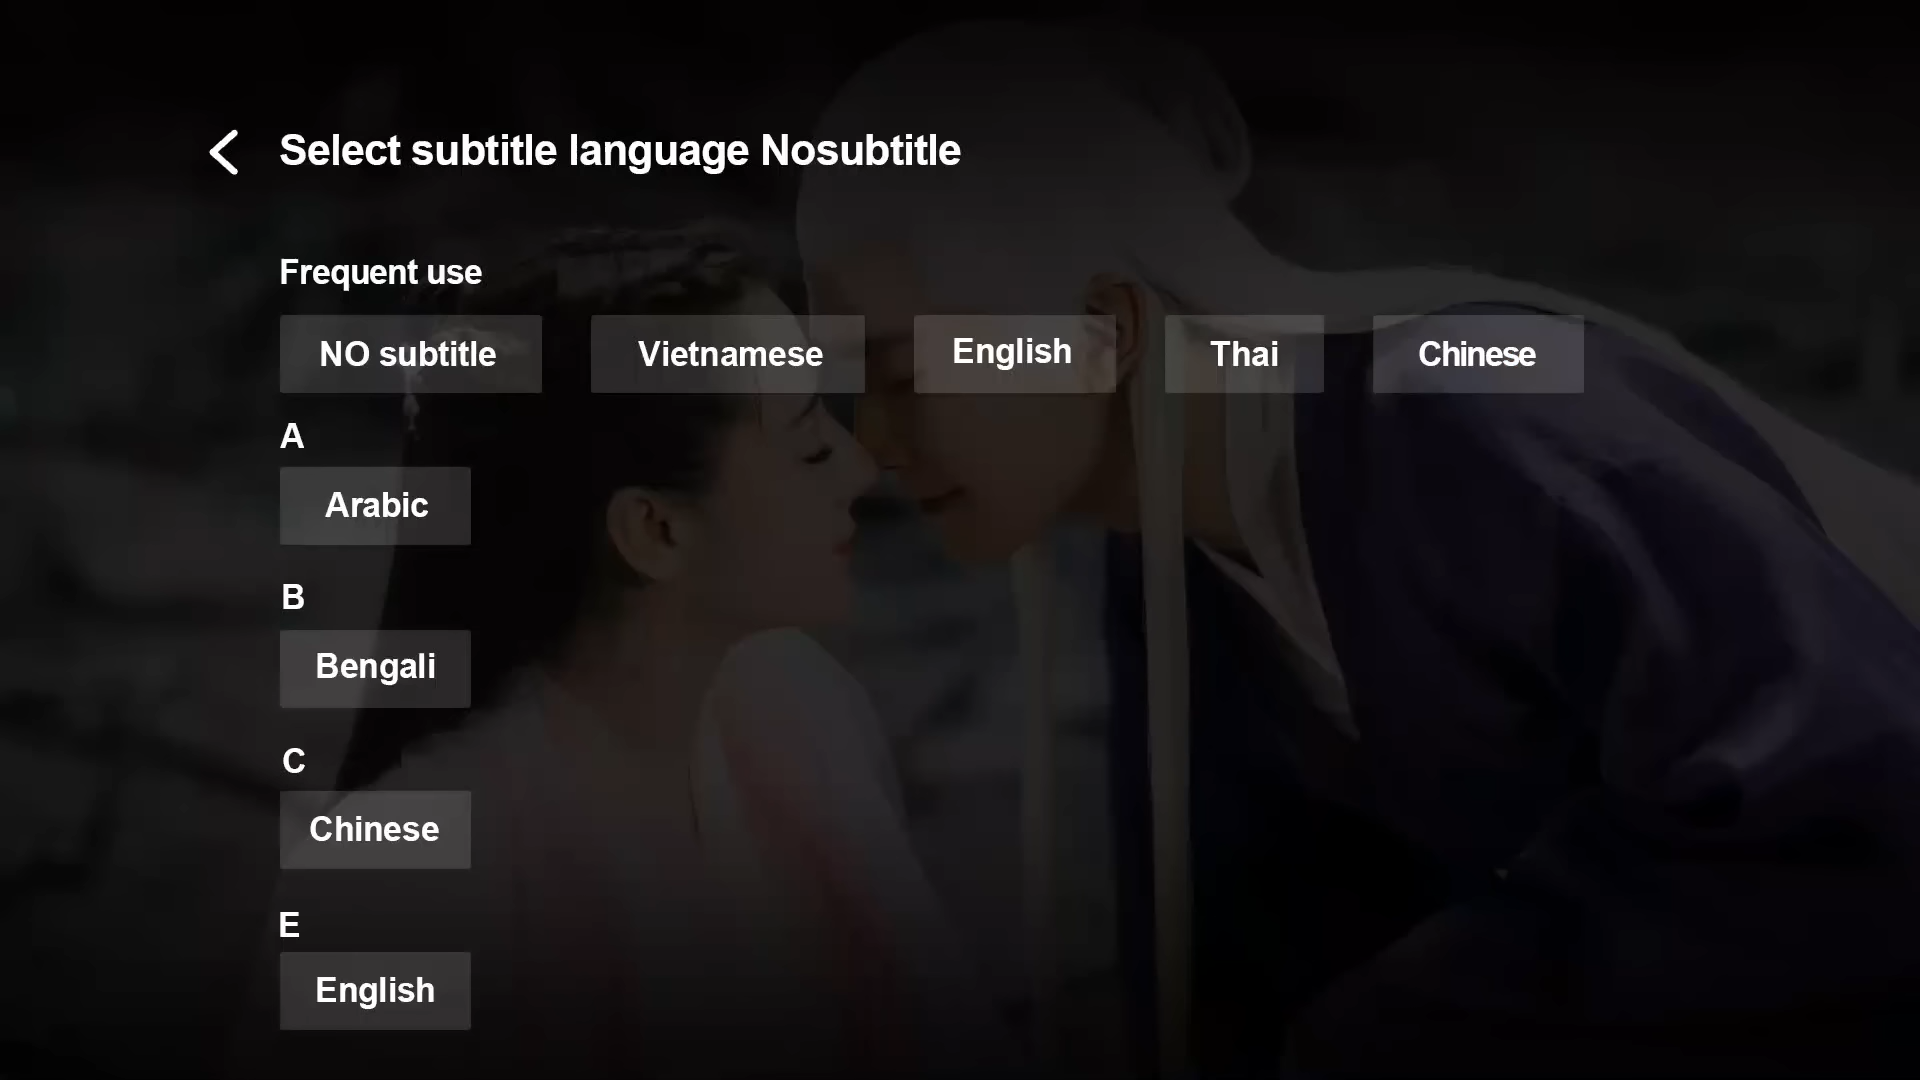 Select subtitle language Nosubtitle
Frequent use
NO subtitle Vietnamese English Thai Chinese
A
Arabic
B
Bengali
C
Chinese
E
English